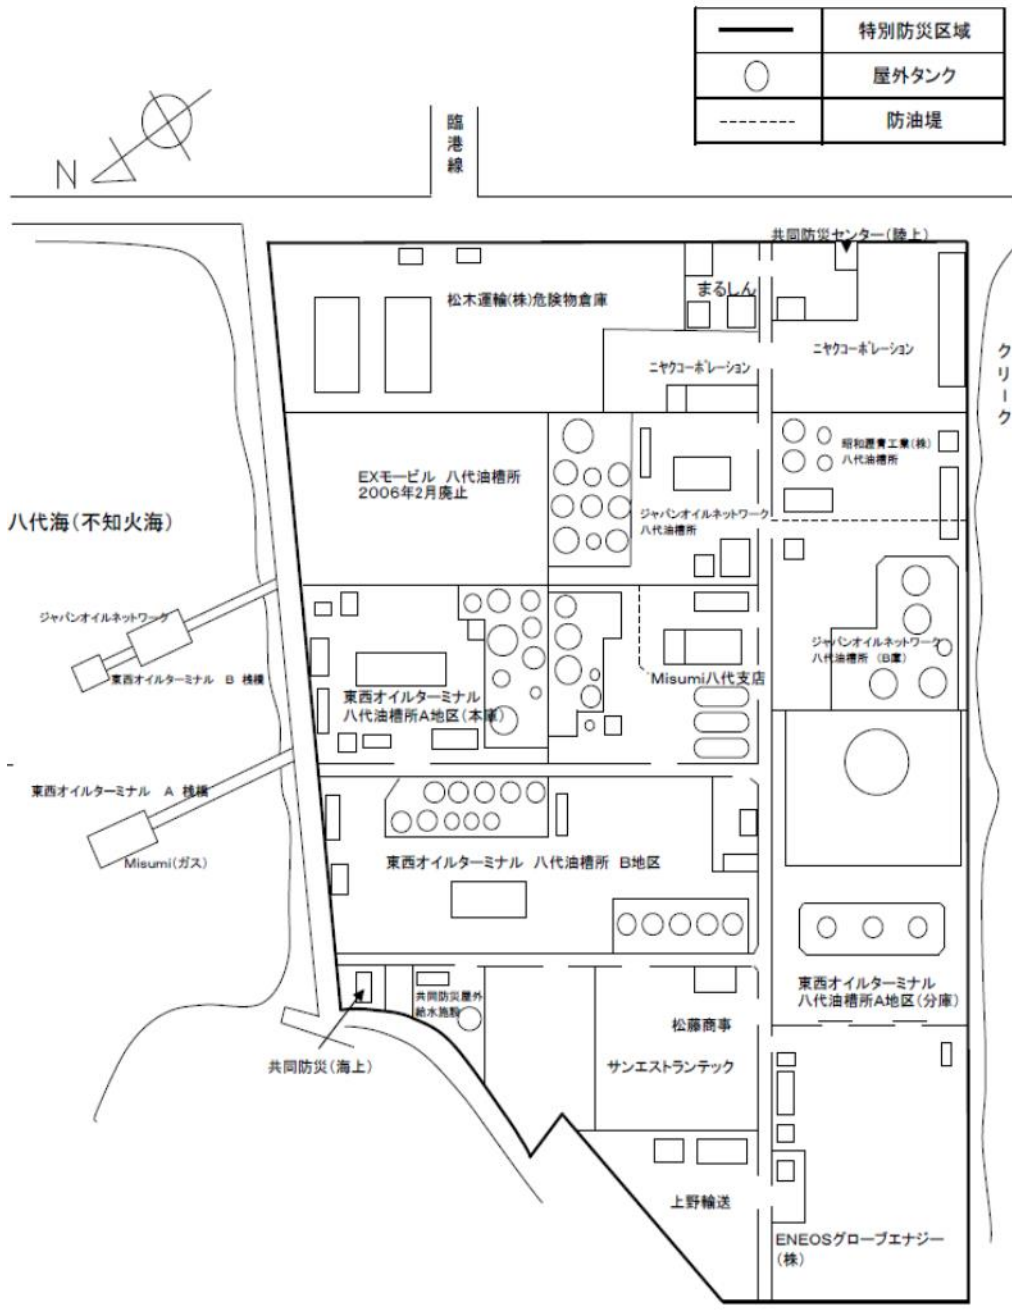 特別防災区域
屋外タンク
防油堤
N
臨港線
共同防災センター(陸上)
松木運輸(株)危険物倉庫
まるしん
ニヤクコーポレーション
ニヤクコーポレーション
クリーク
EXモービル 八代油槽所
2006年2月廃止
昭和瀝青工業(株)
八代油槽所
ジャパンオイルネットワーク
八代油槽所
八代海(不知火海)
ジャパンオイルネットワーク
東西オイルターミナル B 桟橋
ジャパンオイルネットワーク
八代油槽所 (B庫)
Misumi八代支店
東西オイルターミナル
八代油槽所A地区(本庫)
東西オイルターミナル A 桟橋
Misumi(ガス)
東西オイルターミナル 八代油槽所 B地区
東西オイルターミナル
八代油槽所A地区(分庫)
共同防災屋外
給水施設
松藤商事
共同防災(海上)
サンエストランテック
上野輸送
ENEOSグローブエナジー
(株)